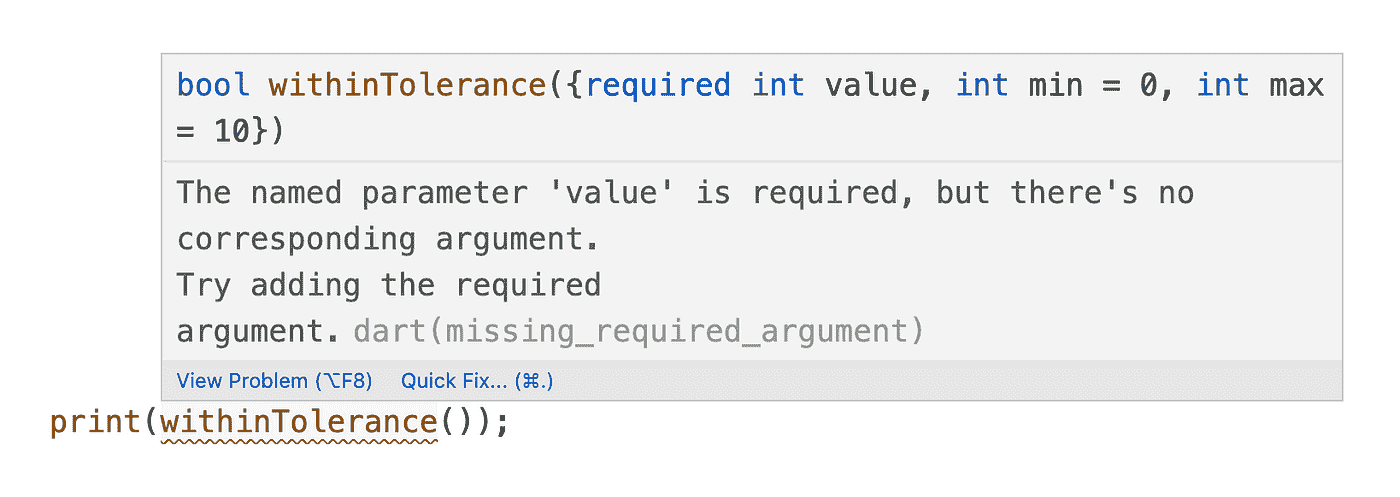 bool withinTolerance({required int value, int min = 0, int max
= 10})
The named parameter 'value' is required, but there's no
corresponding argument.
Try adding the required
argument. dart(missing_required_argument)
View Problem (⌥F8) Quick Fix... (⌘.)
print(withinTolerance());